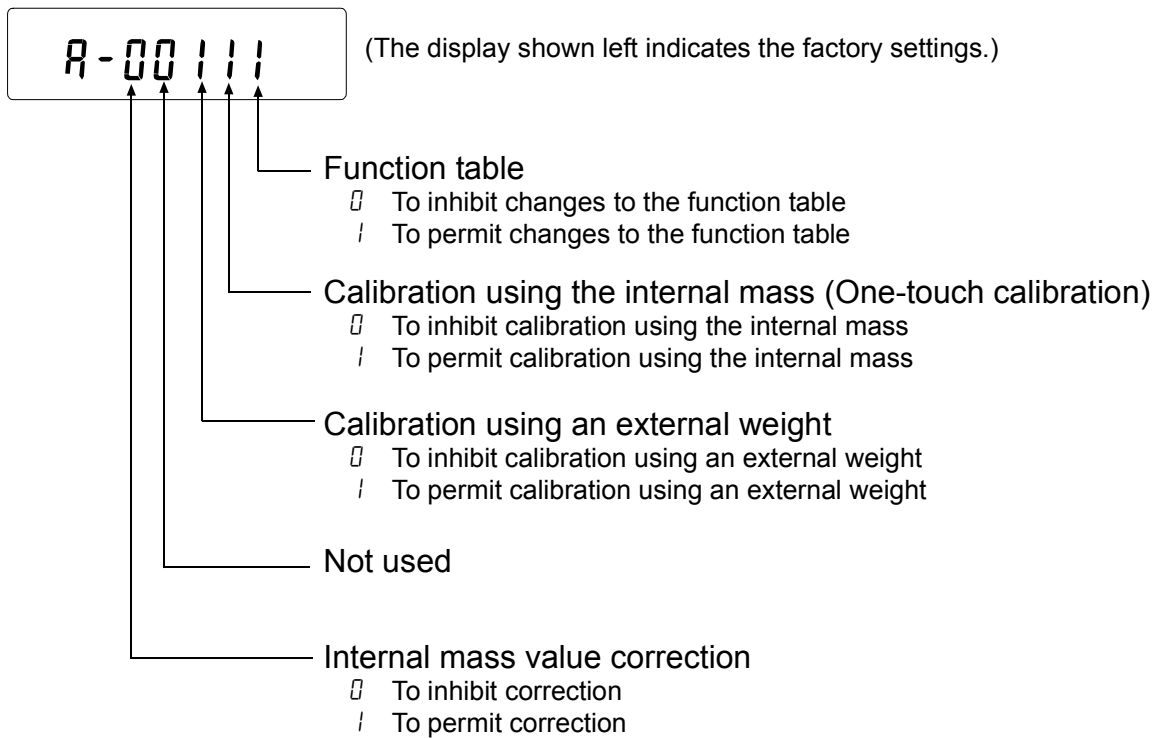 A-00111
(The display shown left indicates the factory settings.)
Function table
0 To inhibit changes to the function table
1 To permit changes to the function table
Calibration using the internal mass (One-touch calibration)
0 To inhibit calibration using the internal mass
1 To permit calibration using the internal mass
Calibration using an external weight
0 To inhibit calibration using an external weight
1 To permit calibration using an external weight
Not used
Internal mass value correction
0 To inhibit correction
1 To permit correction